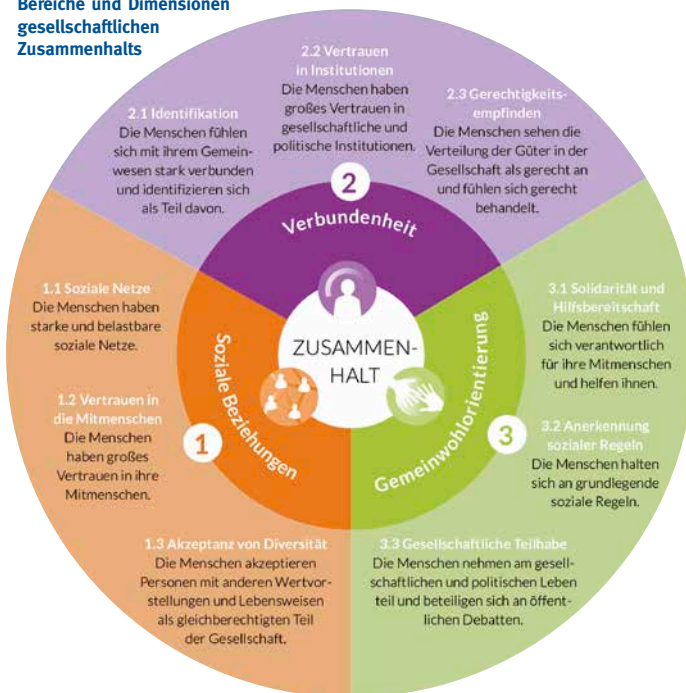 Bereiche und Dimensionen
gesellschaftlichen
Zusammenhalts
ZUSAMMEN-
HALT
1
Soziale Beziehungen
1.1 Soziale Netze
Die Menschen haben
starke und belastbare
soziale Netze.
1.2 Vertrauen in
die Mitmenschen
Die Menschen
haben großes
Vertrauen in ihre
Mitmenschen.
1.3 Akzeptanz von Diversität
Die Menschen akzeptieren
Personen mit anderen Wertvor-
stellungen und Lebensweisen
als gleichberechtigten Teil
der Gesellschaft.
2
Verbundenheit
2.1 Identifikation
Die Menschen fühlen
sich mit ihrem Gemein-
wesen stark verbunden
und identifizieren sich
als Teil davon.
2.2 Vertrauen
in Institutionen
Die Menschen haben
großes Vertrauen in
gesellschaftliche und
politische Institutionen.
2.3 Gerechtigkeits-
empfinden
Die Menschen sehen die
Verteilung der Güter in der
Gesellschaft als gerecht an
und fühlen sich gerecht
behandelt.
3
Gemeinwohlorientierung
3.1 Solidarität und
Hilfsbereitschaft
Die Menschen fühlen
sich verantwortlich
für ihre Mitmenschen
und helfen ihnen.
3.2 Anerkennung
sozialer Regeln
Die Menschen halten
sich an grundlegende
soziale Regeln.
3.3 Gesellschaftliche Teilhabe
Die Menschen nehmen am gesell-
schaftlichen und politischen Leben
teil und beteiligen sich an öffent-
lichen Debatten.